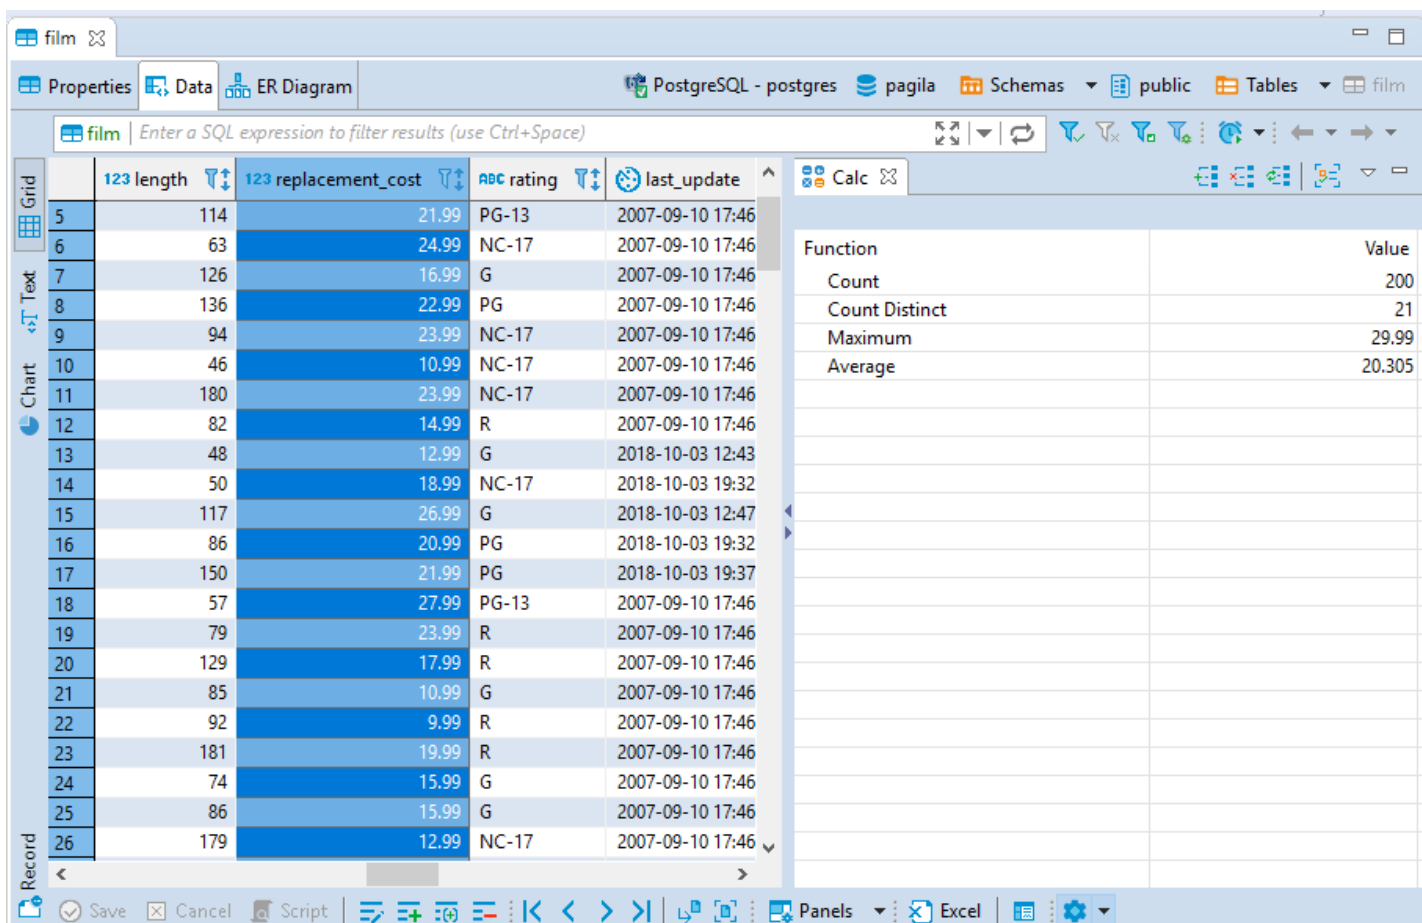 film
Properties Data ER Diagram PostgreSQL - postgres pagila Schemas public Tables film
film Enter a SQL expression to filter results (use Ctrl+Space)
Grid
Text
Chart
Record
123 length 123 replacement_cost ABC rating last_update
5 114 21.99 PG-13 2007-09-10 17:46
6 63 24.99 NC-17 2007-09-10 17:46
7 126 16.99 G 2007-09-10 17:46
8 136 22.99 PG 2007-09-10 17:46
9 94 23.99 NC-17 2007-09-10 17:46
10 46 10.99 NC-17 2007-09-10 17:46
11 180 23.99 NC-17 2007-09-10 17:46
12 82 14.99 R 2007-09-10 17:46
13 48 12.99 G 2018-10-03 12:43
14 50 18.99 NC-17 2018-10-03 19:32
15 117 26.99 G 2018-10-03 12:47
16 86 20.99 PG 2018-10-03 19:32
17 150 21.99 PG 2018-10-03 19:37
18 57 27.99 PG-13 2007-09-10 17:46
19 79 23.99 R 2007-09-10 17:46
20 129 17.99 R 2007-09-10 17:46
21 85 10.99 G 2007-09-10 17:46
22 92 9.99 R 2007-09-10 17:46
23 181 19.99 R 2007-09-10 17:46
24 74 15.99 G 2007-09-10 17:46
25 86 15.99 G 2007-09-10 17:46
26 179 12.99 NC-17 2007-09-10 17:46
Calc
Function Value
Count 200
Count Distinct 21
Maximum 29.99
Average 20.305
Save Cancel Script Panels Excel